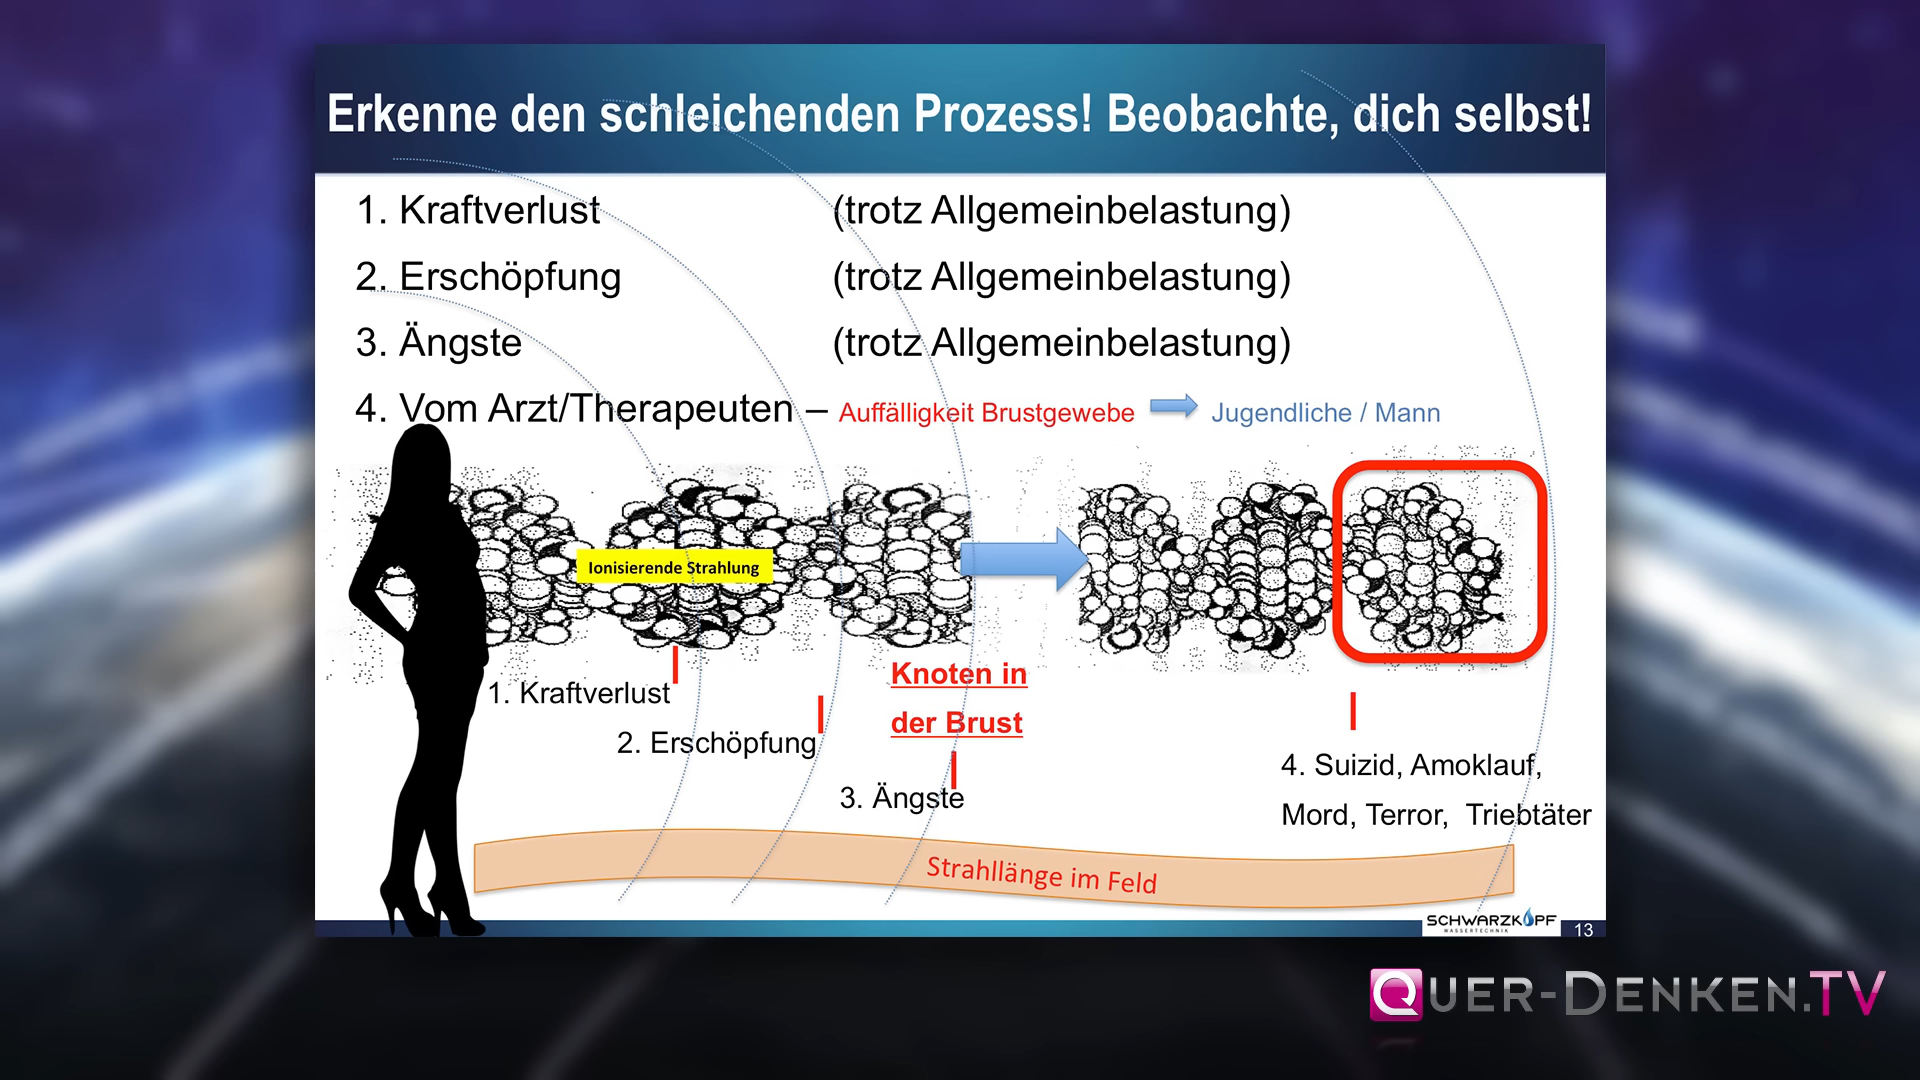 Erkenne den schleichenden Prozess! Beobachte, dich selbst!
1. Kraftverlust (trotz Allgemeinbelastung)
2. Erschöpfung (trotz Allgemeinbelastung)
3. Ängste (trotz Allgemeinbelastung)
4. Vom Arzt/Therapeuten – Auffälligkeit Brustgewebe Jugendliche / Mann
Ionisierende Strahlung
1. Kraftverlust
2. Erschöpfung
Knoten in
der Brust
3. Ängste
4. Suizid, Amoklauf,
Mord, Terror, Triebtäter
Strahllänge im Feld
SCHWARZKOPF
WASSERTECHNIK
13
QUER-DENKEN.TV